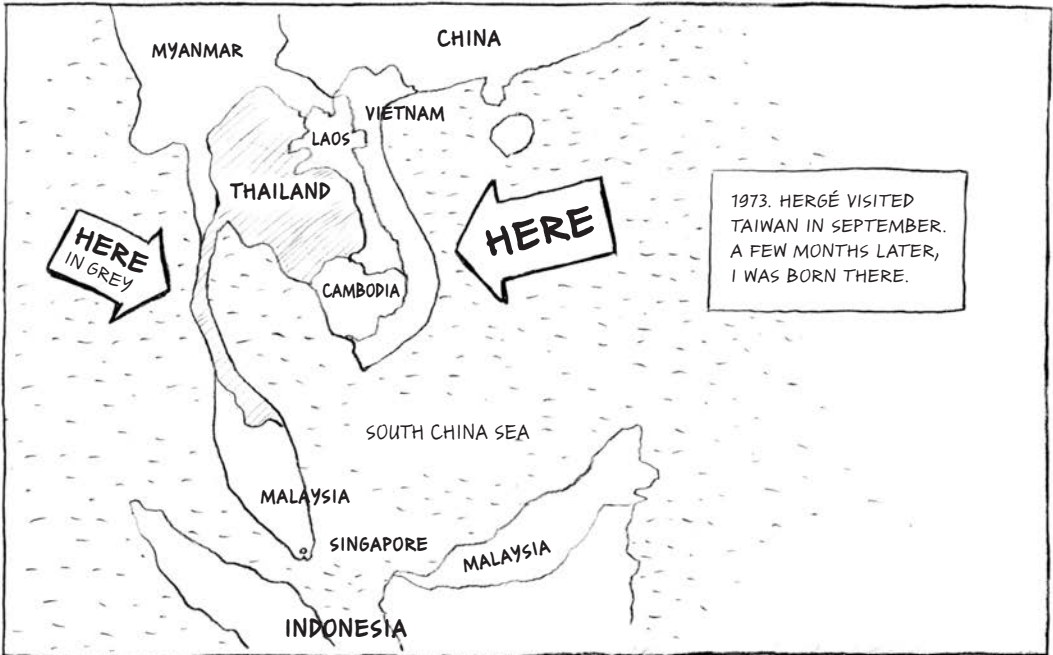 MYANMAR
CHINA
VIETNAM
LAOS
THAILAND
HERE
IN GREY
HERE
1973. HERGÉ VISITED
TAIWAN IN SEPTEMBER.
A FEW MONTHS LATER,
I WAS BORN THERE.
CAMBODIA
SOUTH CHINA SEA
MALAYSIA
SINGAPORE
MALAYSIA
INDONESIA